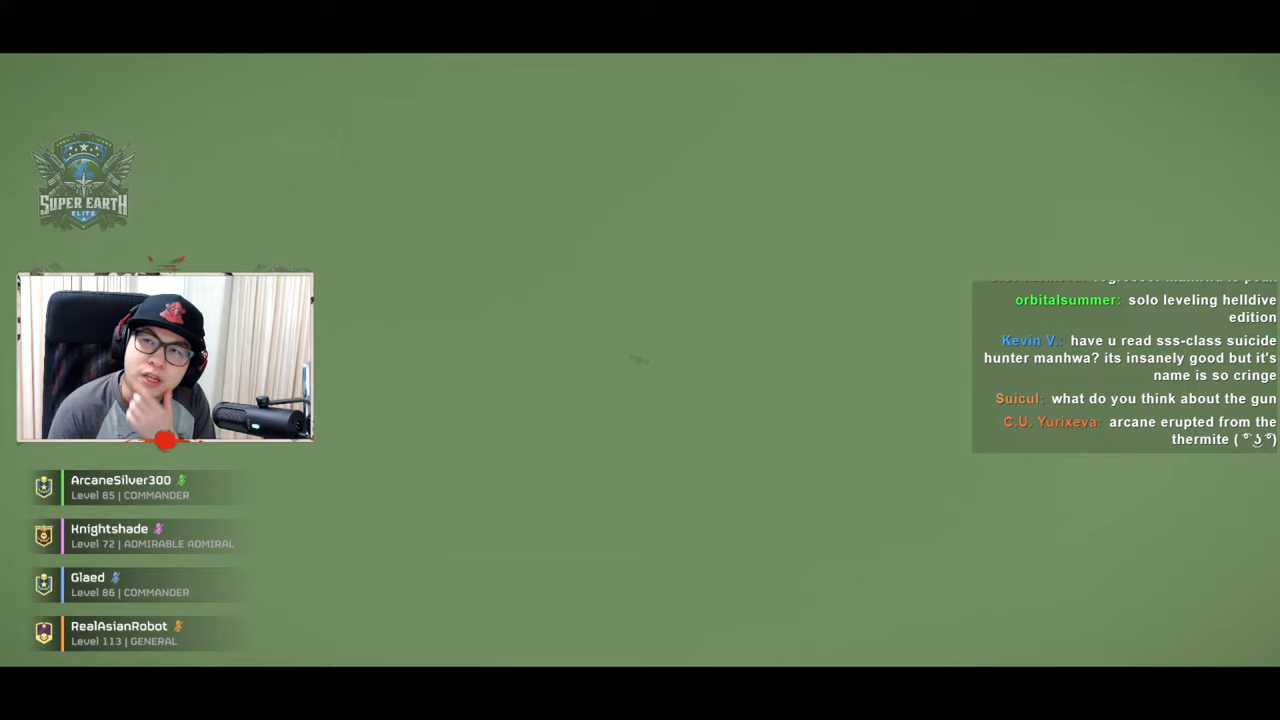 SUPER EARTH
ELITE
orbitalsummer: solo leveling helldive
edition
Kevin V.: have u read sss-class suicide
hunter manhwa? its insanely good but it's
name is so cringe
Suicul: what do you think about the gun
C.U. Yurixeva: arcane erupted from the
thermite ( ͡° ͜ʖ ͡°)
ArcaneSilver300
Level 85 | COMMANDER
Knightshade
Level 72 | ADMIRABLE ADMIRAL
Glaed
Level 86 | COMMANDER
RealAsianRobot
Level 113 | GENERAL